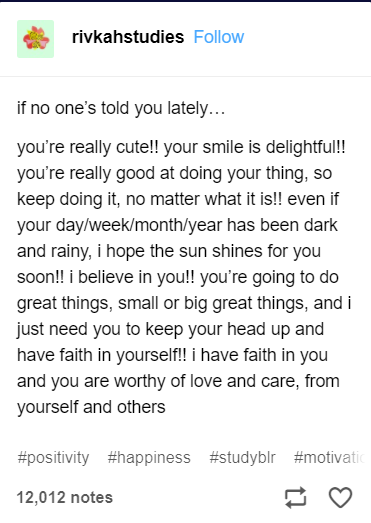 rivkahstudies Follow
if no one’s told you lately…
you’re really cute!! your smile is delightful!!
you’re really good at doing your thing, so
keep doing it, no matter what it is!! even if
your day/week/month/year has been dark
and rainy, i hope the sun shines for you
soon!! i believe in you!! you’re going to do
great things, small or big great things, and i
just need you to keep your head up and
have faith in yourself!! i have faith in you
and you are worthy of love and care, from
yourself and others
#positivity #happiness #studyblr #motivatic
12,012 notes